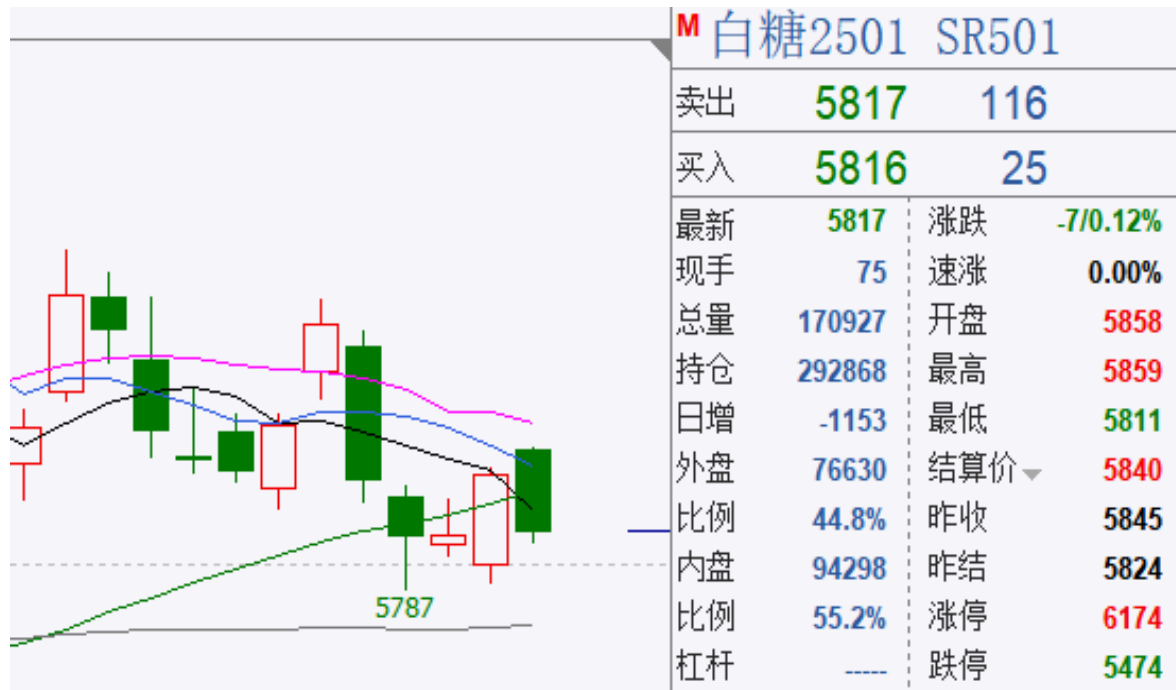 M 白糖2501 SR501
卖出 5817 116
买入 5816 25
最新 5817 涨跌 -7/0.12%
现手 75 速涨 0.00%
总量 170927 开盘 5858
持仓 292868 最高 5859
日增 -1153 最低 5811
外盘 76630 结算价 5840
比例 44.8% 昨收 5845
内盘 94298 昨结 5824
比例 55.2% 涨停 6174
杠杆 ----- 跌停 5474
5787